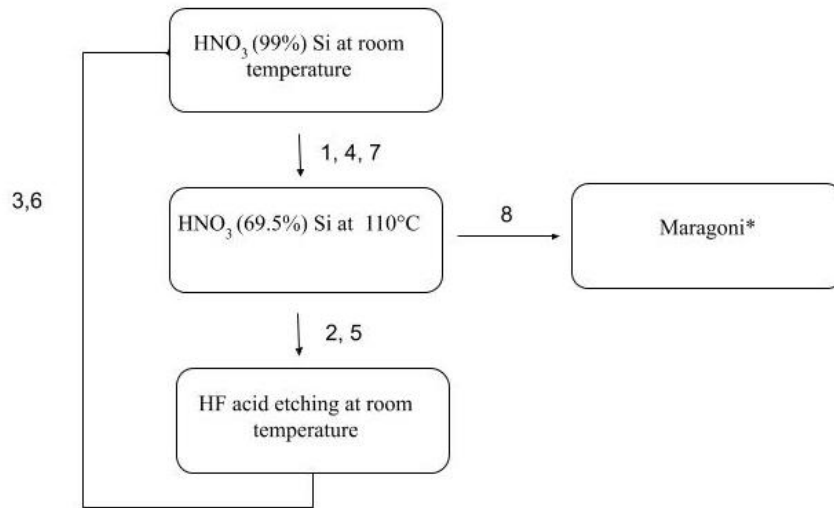 HNO₃ (99%) Si at room
temperature
1, 4, 7
3,6
HNO₃ (69.5%) Si at 110°C
8
Maragoni*
2, 5
HF acid etching at room
temperature